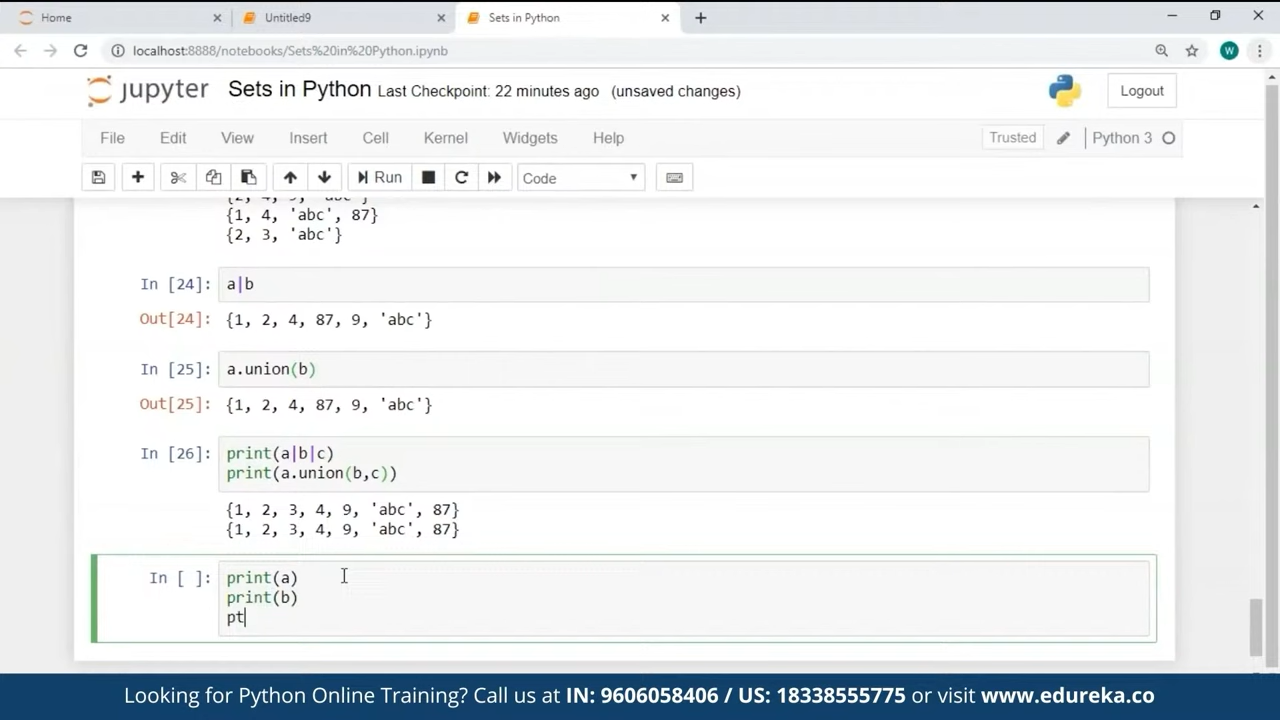 Home
Untitled9
Sets in Python
localhost:8888/notebooks/Sets%20in%20Python.ipynb
W
jupyter Sets in Python Last Checkpoint: 22 minutes ago (unsaved changes)
Logout
File Edit View Insert Cell Kernel Widgets Help
Trusted
Python 3
Run
Code
{2, 4, 9, 'abc'}
{1, 4, 'abc', 87}
{2, 3, 'abc'}
In [24]: a|b
Out[24]: {1, 2, 4, 87, 9, 'abc'}
In [25]: a.union(b)
Out[25]: {1, 2, 4, 87, 9, 'abc'}
In [26]: print(a|b|c)
print(a.union(b,c))
{1, 2, 3, 4, 9, 'abc', 87}
{1, 2, 3, 4, 9, 'abc', 87}
In [ ]: print(a)
print(b)
pt
Looking for Python Online Training? Call us at IN: 9606058406 / US: 18338555775 or visit www.edureka.co